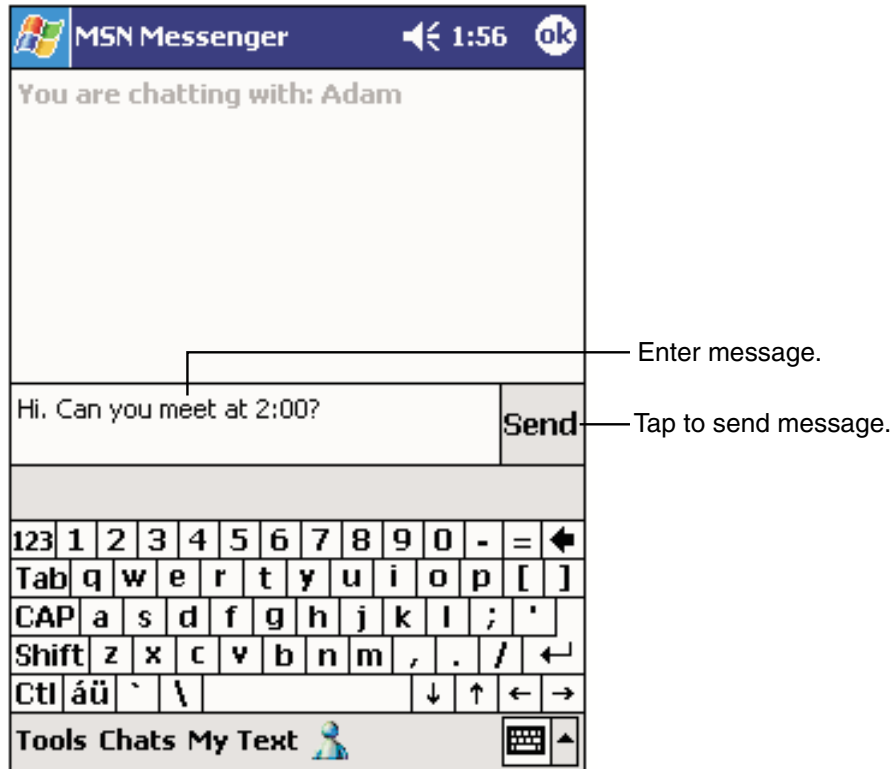 MSN Messenger 1:56 ok
You are chatting with: Adam
Enter message.
Hi. Can you meet at 2:00?
Send
Tap to send message.
123 1 2 3 4 5 6 7 8 9 0 - = 🡄
Tab q w e r t y u i o p [ ]
CAP a s d f g h j k l ; '
Shift z x c v b n m , . / ↵
Ctl áü ` \ ↓ ↑ ← →
Tools Chats My Text